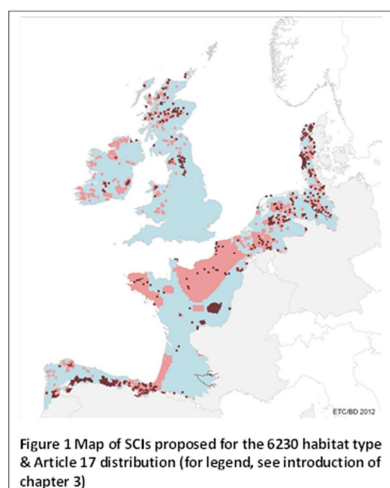 ETC/BD 2012
Figure 1 Map of SCIs proposed for the 6230 habitat type
& Article 17 distribution (for legend, see introduction of
chapter 3)